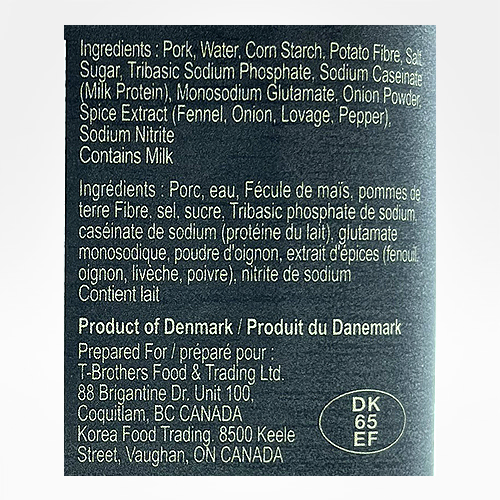 Ingredients : Pork, Water, Corn Starch, Potato Fibre, Salt,
Sugar, Tribasic Sodium Phosphate, Sodium Caseinate
(Milk Protein), Monosodium Glutamate, Onion Powder,
Spice Extract (Fennel, Onion, Lovage, Pepper),
Sodium Nitrite
Contains Milk
Ingrédients : Porc, eau, Fécule de maïs, pommes de
terre Fibre, sel, sucre, Tribasic phosphate de sodium,
caséinate de sodium (protéine du lait), glutamate
monosodique, poudre d'oignon, extrait d'épices (fenouil,
oignon, livèche, poivre), nitrite de sodium
Contient lait
Product of Denmark / Produit du Danemark
Prepared For / préparé pour :
T-Brothers Food & Trading Ltd.
88 Brigantine Dr. Unit 100,
Coquitlam, BC CANADA
Korea Food Trading. 8500 Keele
Street, Vaughan, ON CANADA
DK
65
EF